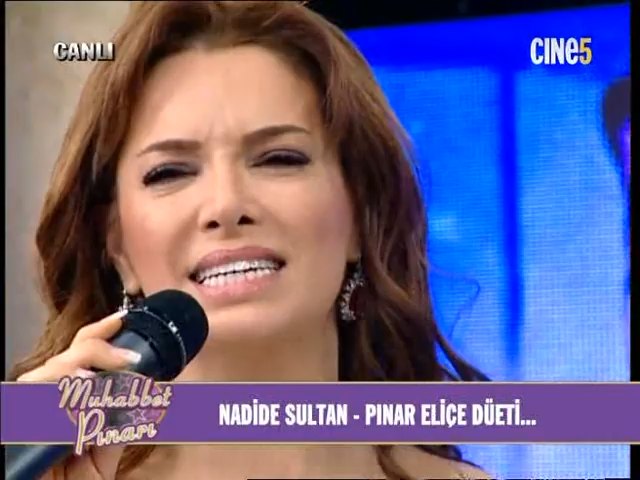 CANLI
CINE5
Muhabbet
Pınarı
NADİDE SULTAN - PINAR ELİÇE DÜETİ...